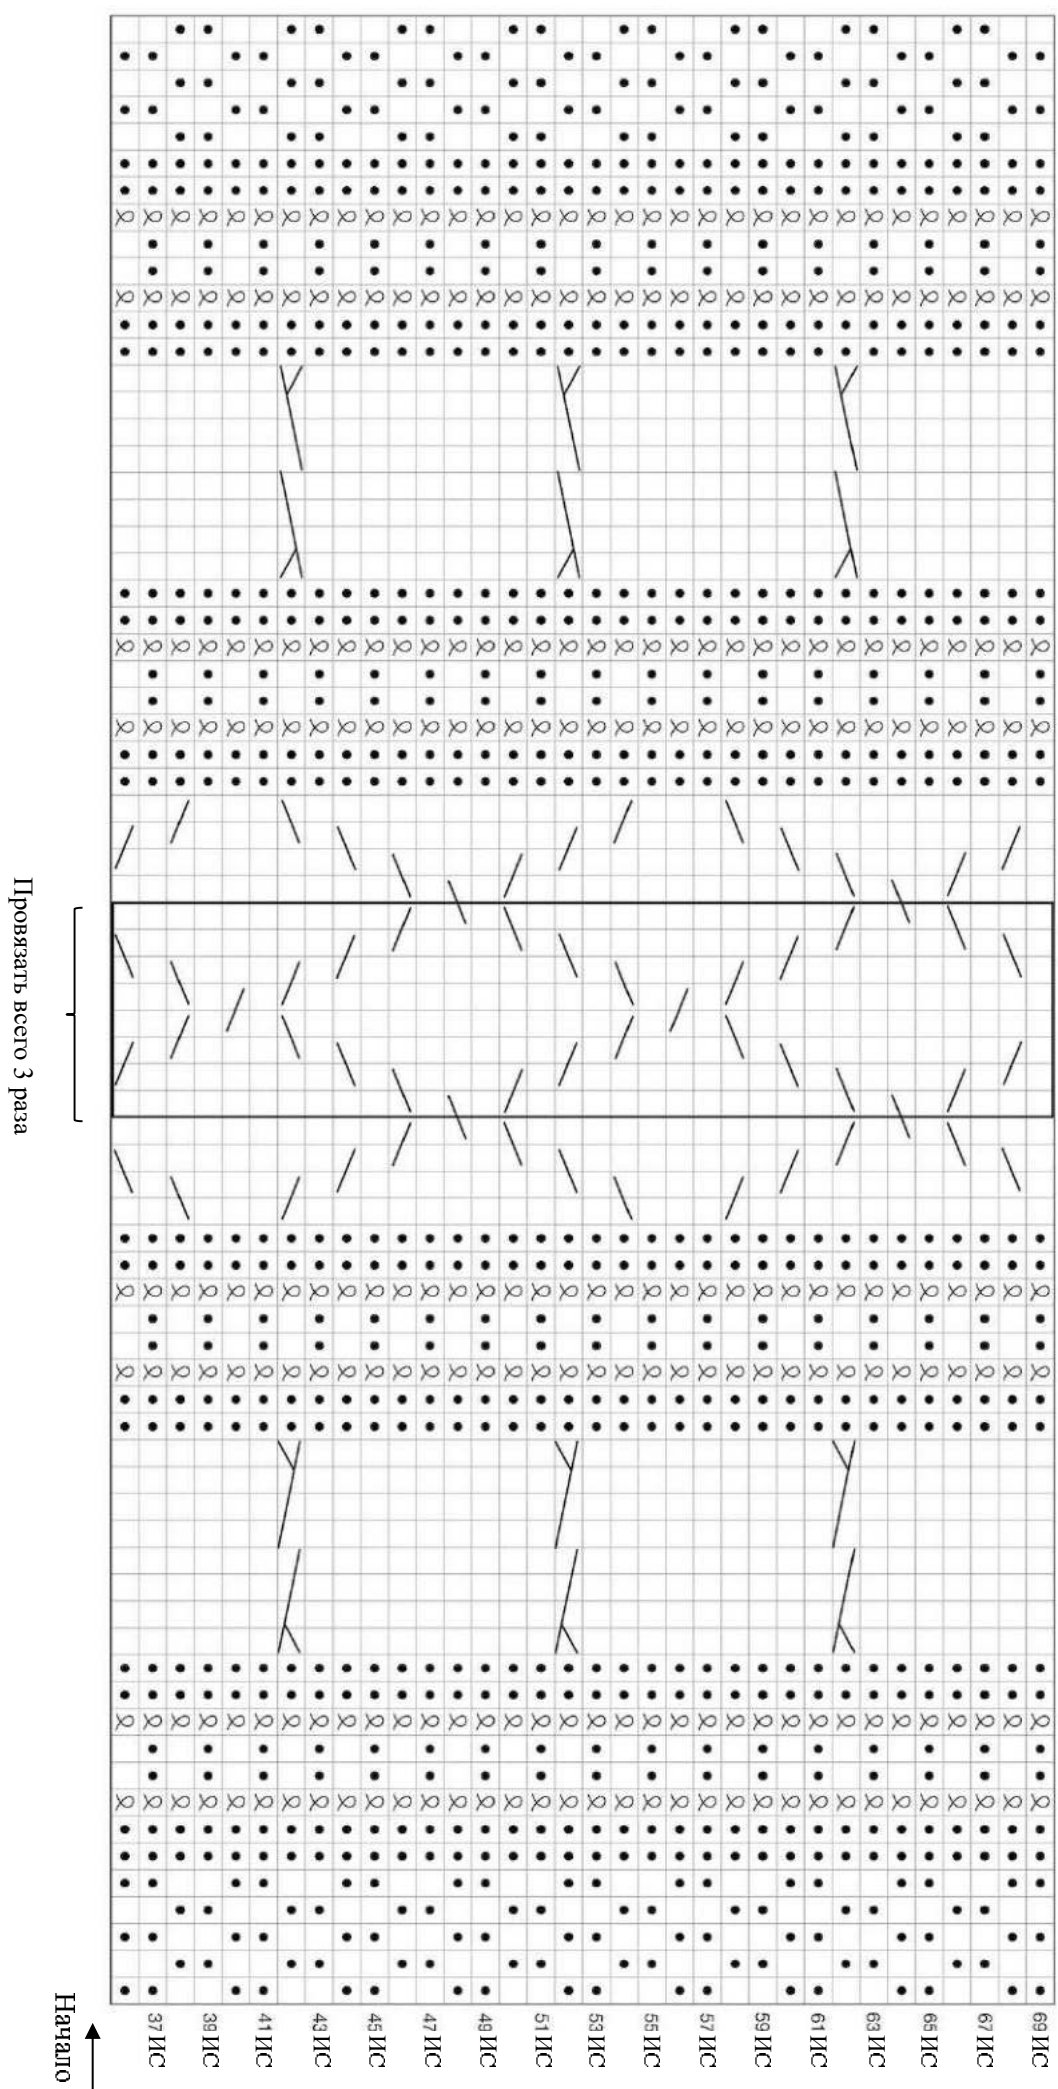 Провязать всего 3 раза
69 ИС
67 ИС
65 ИС
63 ИС
61 ИС
59 ИС
57 ИС
55 ИС
53 ИС
51 ИС
49 ИС
47 ИС
45 ИС
43 ИС
41 ИС
39 ИС
37 ИС
Начало